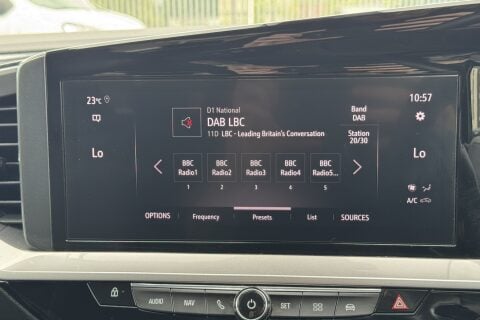 23°C
10:57
D1 National
DAB LBC
11D LBC - Leading Britain's Conversation
Band
DAB
Station
20/30
Lo
Lo
BBC
Radio1
BBC
Radio2
BBC
Radio3
BBC
Radio4
BBC
Radio5...
1
2
3
4
5
A/C
OPTIONS
Frequency
Presets
List
SOURCES
AUDIO
NAV
SET